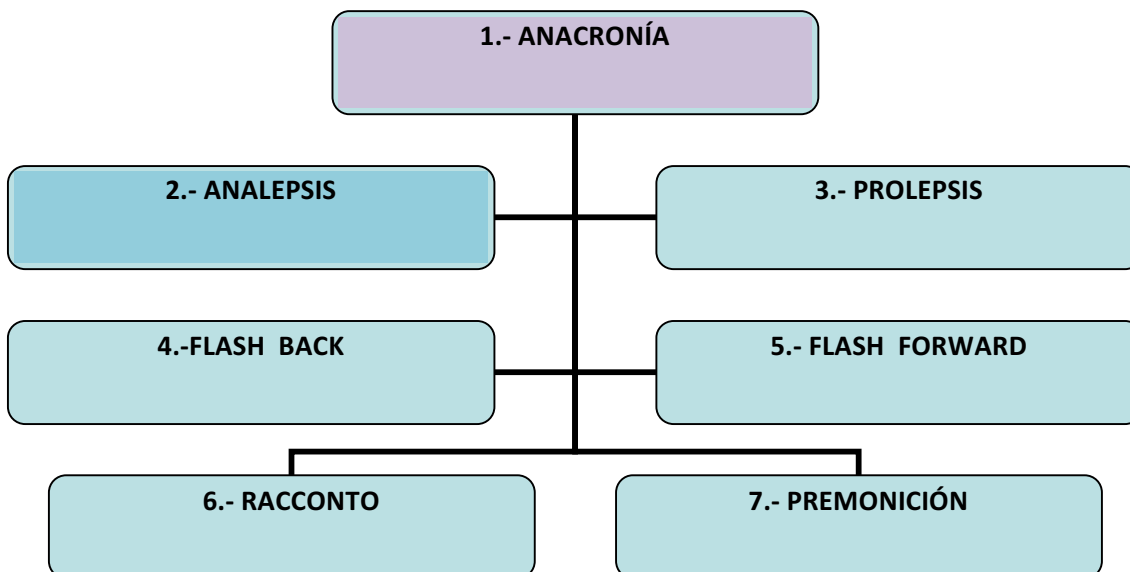 1.- ANACRONÍA
2.- ANALEPSIS
3.- PROLEPSIS
4.-FLASH  BACK
5.- FLASH  FORWARD
6.- RACCONTO
7.- PREMONICIÓN